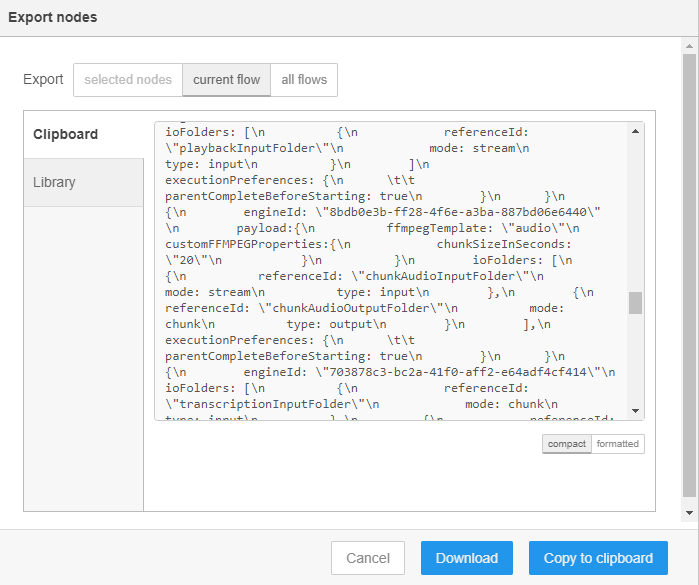 Export nodes
Export
selected nodes
current flow
all flows
Clipboard
Library
ioFolders: [\n          {\n            referenceId:
\"playbackInputFolder\"\n            mode: stream\n
type: input\n          }\n        ]\n
executionPreferences: {\n      \t\t
parentCompleteBeforeStarting: true\n        }\n      }\n
{\n        engineId: \"8bdb0e3b-ff28-4f6e-a3ba-887bd06e6440\"
\n        payload:{\n          ffmpegTemplate: \"audio\"\n
customFFMPEGProperties:{\n            chunkSizeInSeconds:
\"20\"\n          }\n        }\n        ioFolders: [\n
{\n          referenceId: \"chunkAudioInputFolder\"\n
mode: stream\n            type: input\n          },\n          {\n
referenceId: \"chunkAudioOutputFolder\"\n          mode:
chunk\n          type: output\n          }\n          ],\n
executionPreferences: {\n      \t\t
parentCompleteBeforeStarting: true\n        }\n      }\n
{\n        engineId: \"703878c3-bc2a-41f0-aff2-e64adf4cf414\"\n
ioFolders: [\n          {\n            referenceId:
\"transcriptionInputFolder\"\n            mode: chunk\n
type: input\n          },\n          {\n            referenceId:
compact
formatted
Cancel
Download
Copy to clipboard